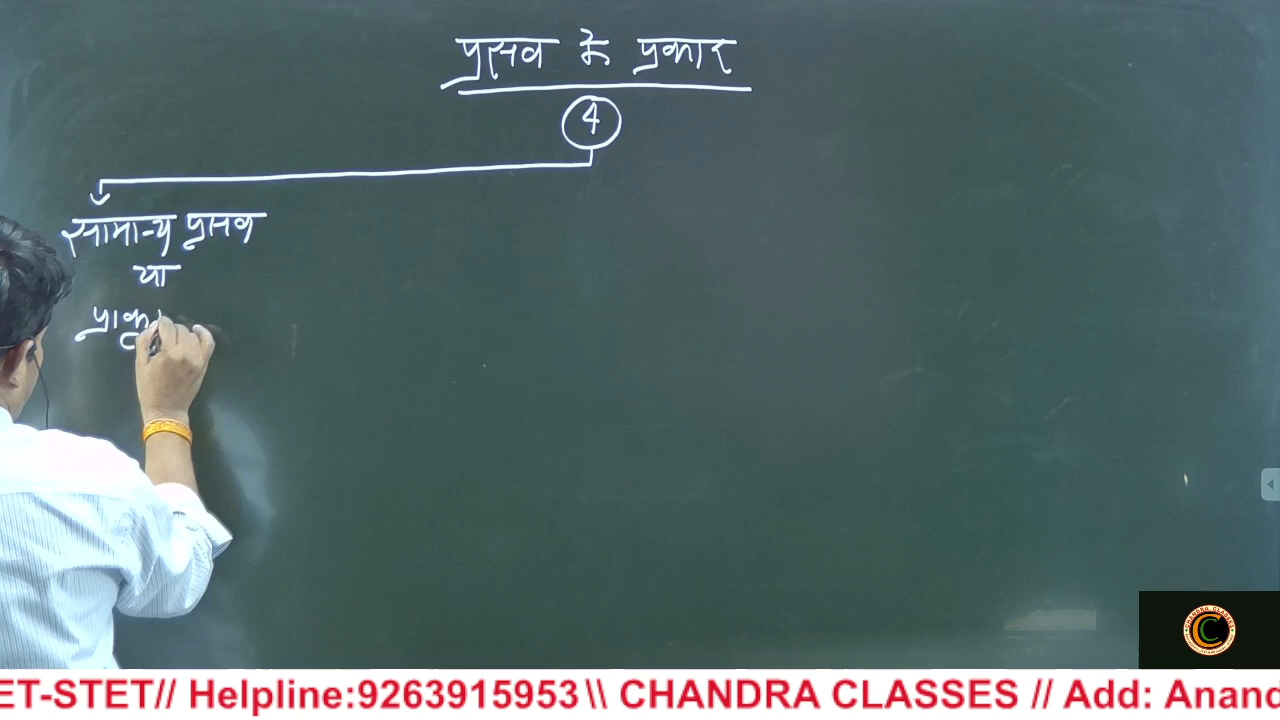 प्रसव के प्रकार
4
सामान्य प्रसव
या
प्राकृ
ET-STET// Helpline:9263915953 \\ CHANDRA CLASSES // Add: Anand